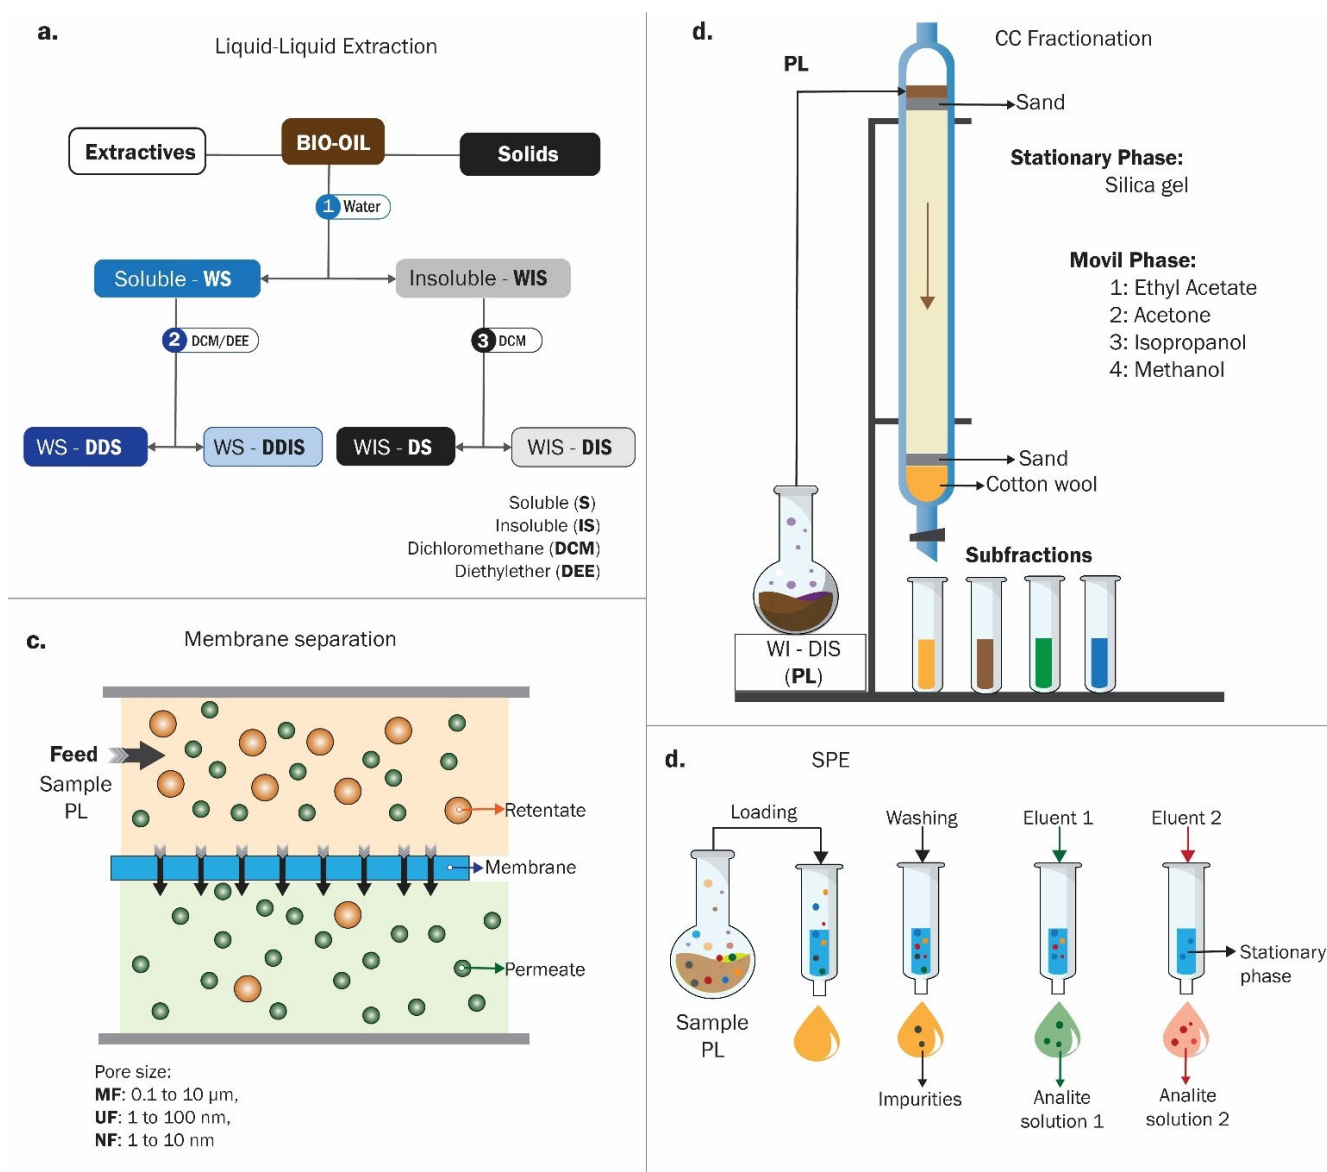 a.
Liquid-Liquid Extraction
Extractives
BIO-OIL
Solids
1 Water
Soluble - WS
Insoluble - WIS
2 DCM/DEE
3 DCM
WS - DDS
WS - DDIS
WIS - DS
WIS - DIS
Soluble (S)
Insoluble (IS)
Dichloromethane (DCM)
Diethylether (DEE)
d.
CC Fractionation
PL
Sand
Stationary Phase:
Silica gel
Movil Phase:
1: Ethyl Acetate
2: Acetone
3: Isopropanol
4: Methanol
Sand
Cotton wool
Subfractions
WI - DIS
(PL)
c.
Membrane separation
Feed
Sample
PL
Retentate
Membrane
Permeate
Pore size:
MF: 0.1 to 10 µm,
UF: 1 to 100 nm,
NF: 1 to 10 nm
d.
SPE
Loading
Washing
Eluent 1
Eluent 2
Stationary
phase
Sample
PL
Impurities
Analite
solution 1
Analite
solution 2